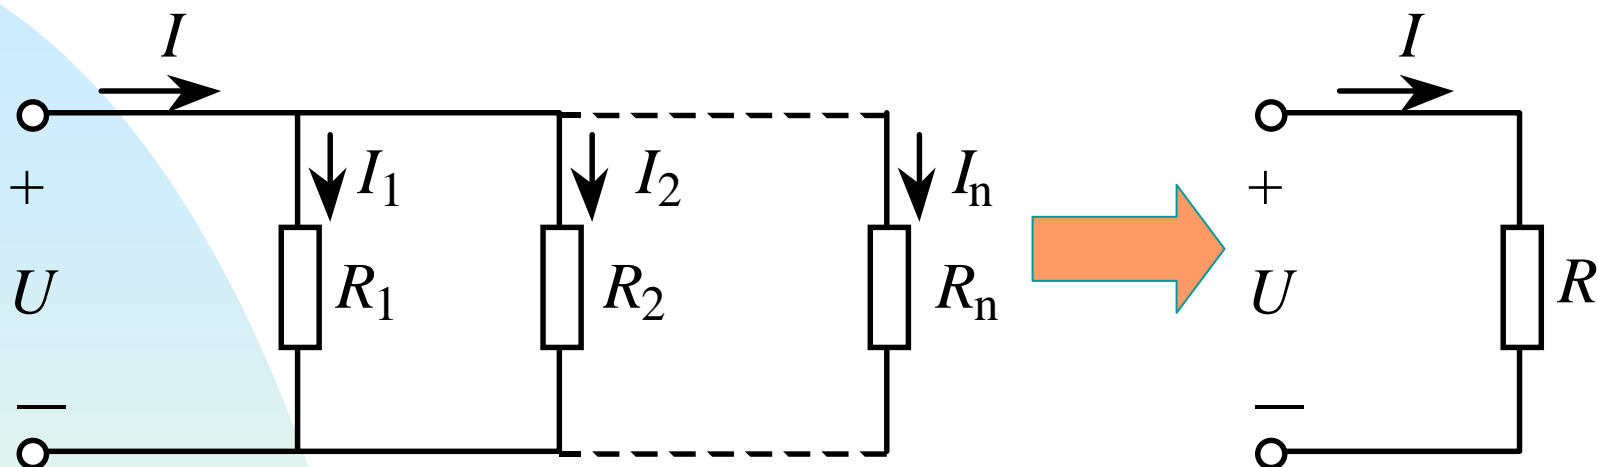 I I
I1 I2 In
+ +
U R1 R2 Rn U R
— —